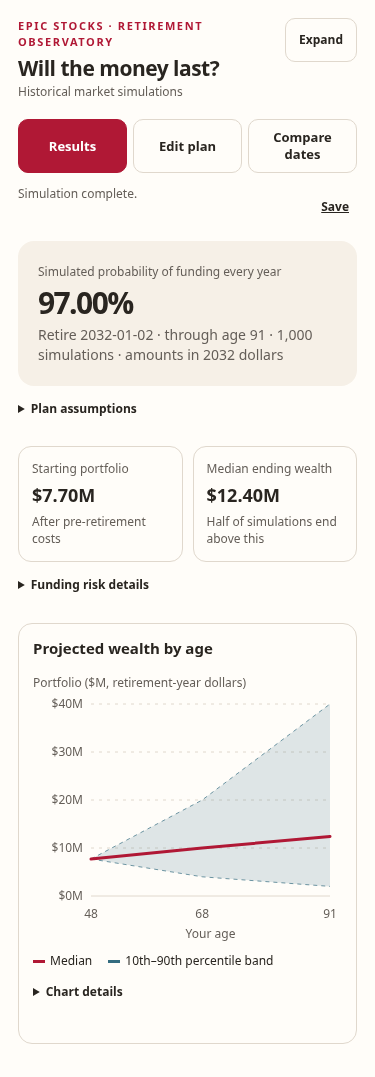 EPIC STOCKS · RETIREMENT
OBSERVATORY
Expand
Will the money last?
Historical market simulations
Results
Edit plan
Compare
dates
Simulation complete.
Save
Simulated probability of funding every year
97.00%
Retire 2032-01-02 · through age 91 · 1,000
simulations · amounts in 2032 dollars
Plan assumptions
Starting portfolio
$7.70M
After pre-retirement
costs
Median ending wealth
$12.40M
Half of simulations end
above this
Funding risk details
Projected wealth by age
Portfolio ($M, retirement-year dollars)
$40M
$30M
$20M
$10M
$0M
48 68 91
Your age
Median 10th–90th percentile band
Chart details